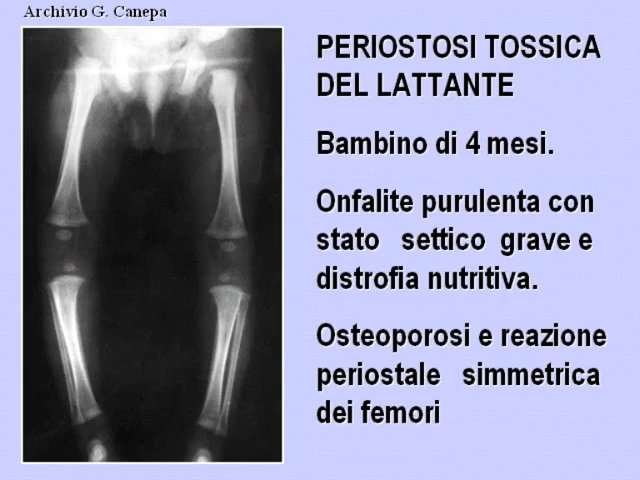 Archivio G. Canepa
PERIOSTOSI TOSSICA
DEL LATTANTE
Bambino di 4 mesi.
Onfalite purulenta con
stato settico grave e
distrofia nutritiva.
Osteoporosi e reazione
periostale simmetrica
dei femori